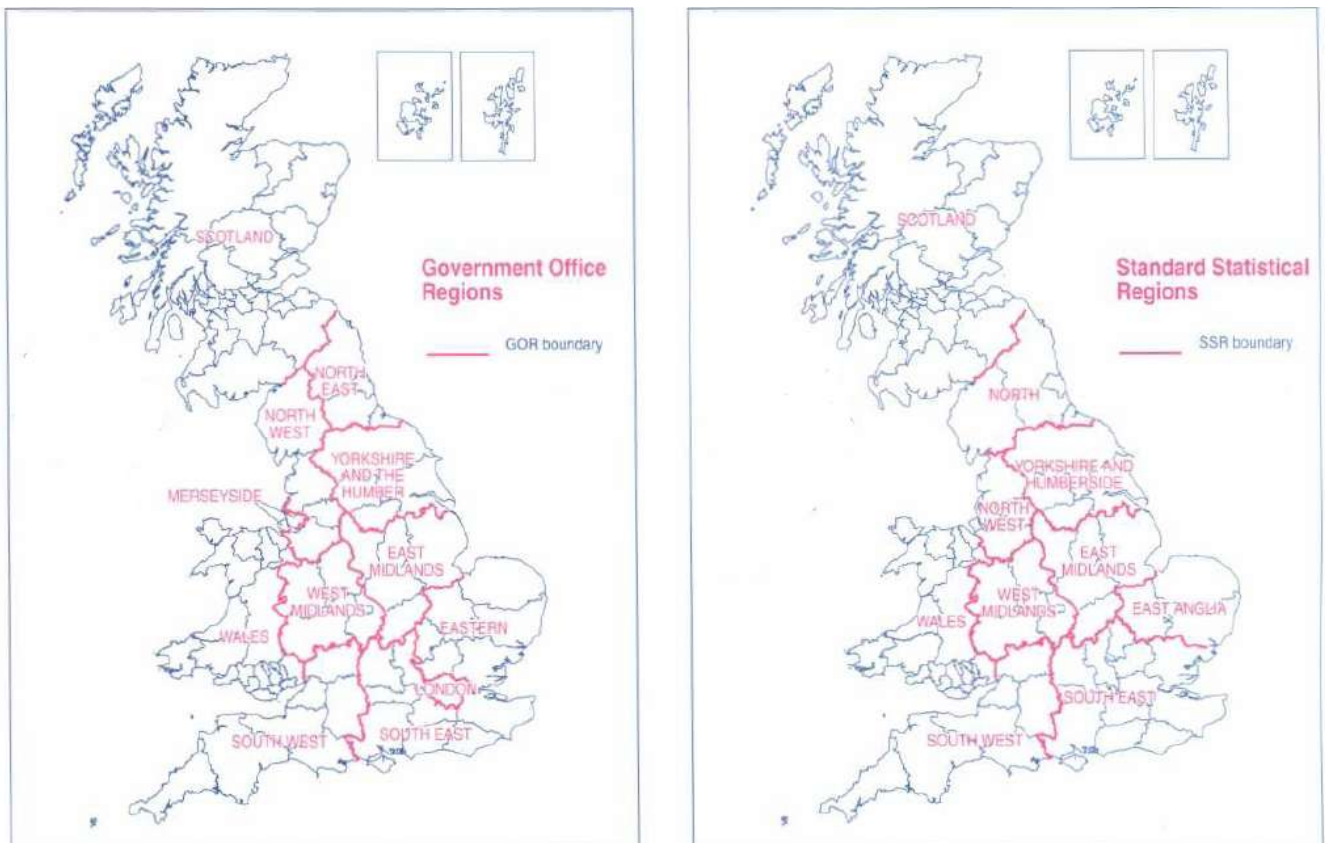 SCOTLAND
Government Office
Regions
GOR boundary
NORTH
EAST
NORTH
WEST
YORKSHIRE
AND THE
HUMBER
MERSEYSIDE
EAST
MIDLANDS
WEST
MIDLANDS
WALES
EASTERN
LONDON
SOUTH EAST
SOUTH WEST
SCOTLAND
Standard Statistical
Regions
SSR boundary
NORTH
YORKSHIRE AND
HUMBERSIDE
NORTH
WEST
EAST
MIDLANDS
WEST
MIDLANDS
EAST ANGLIA
WALES
SOUTH EAST
SOUTH WEST